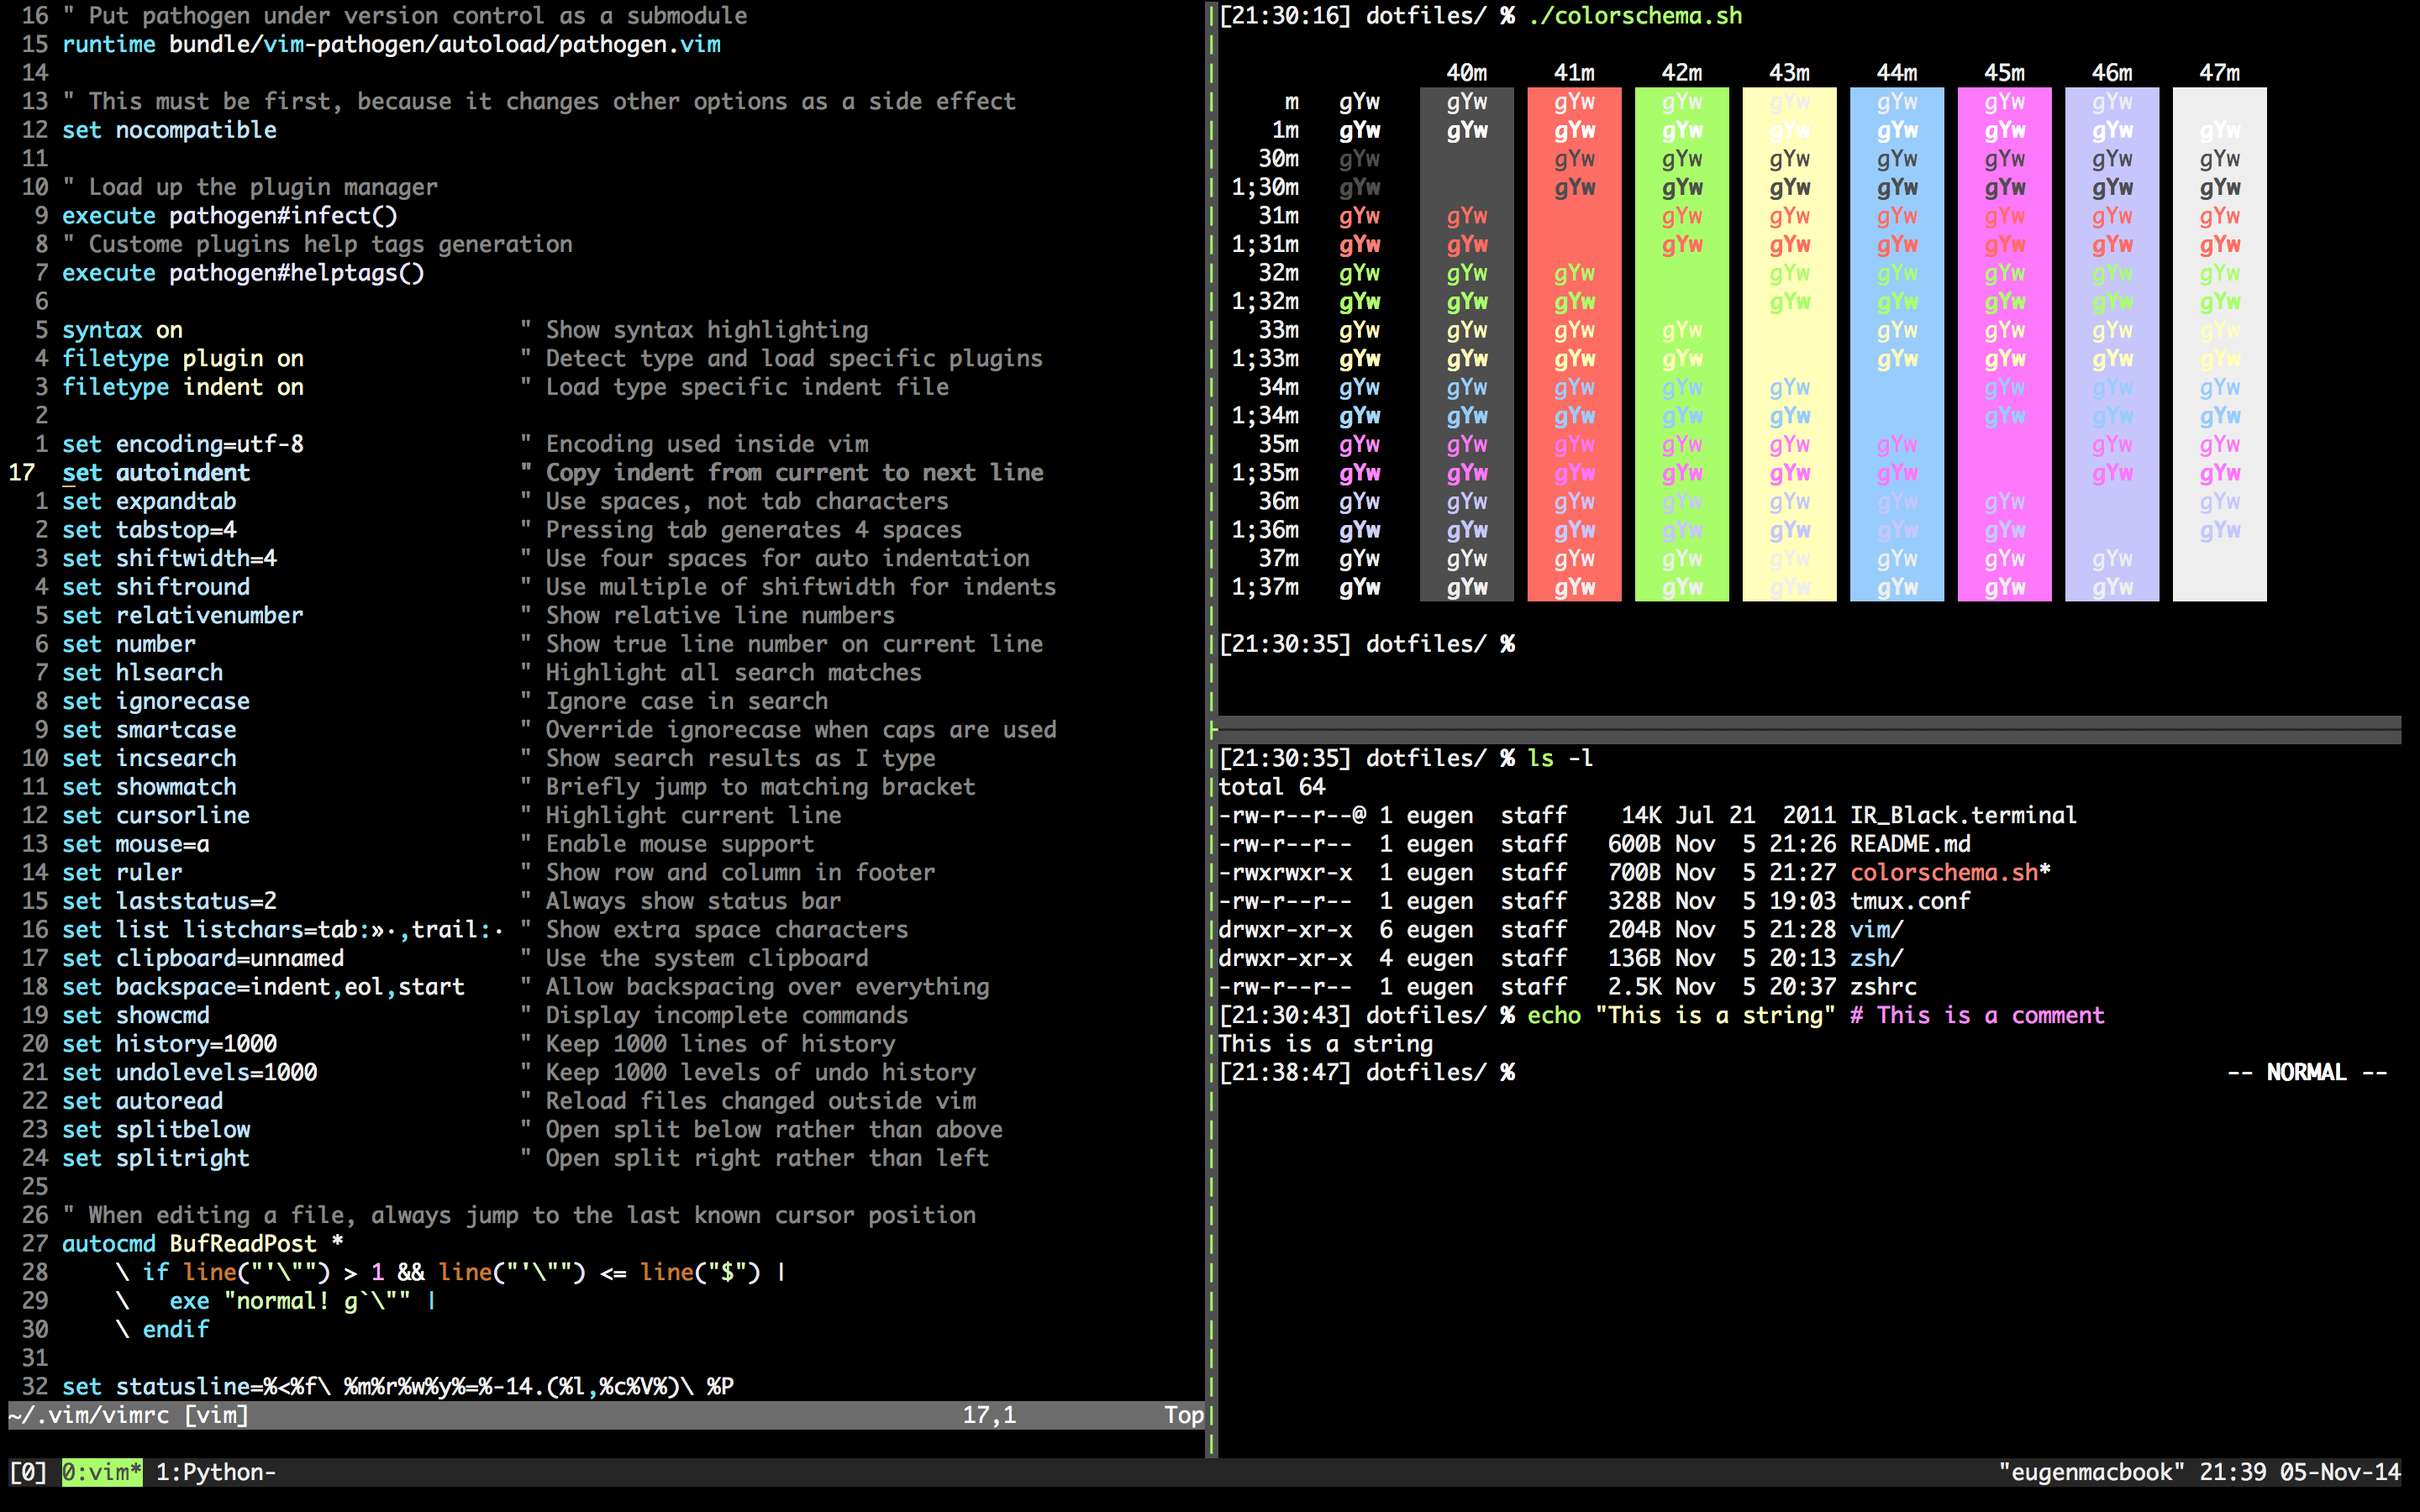 16 " Put pathogen under version control as a submodule
15 runtime bundle/vim-pathogen/autoload/pathogen.vim
14
13 " This must be first, because it changes other options as a side effect
12 set nocompatible
11
10 " Load up the plugin manager
9 execute pathogen#infect()
8 " Custome plugins help tags generation
7 execute pathogen#helptags()
6
5 syntax on " Show syntax highlighting
4 filetype plugin on " Detect type and load specific plugins
3 filetype indent on " Load type specific indent file
2
1 set encoding=utf-8 " Encoding used inside vim
17 set autoindent " Copy indent from current to next line
1 set expandtab " Use spaces, not tab characters
2 set tabstop=4 " Pressing tab generates 4 spaces
3 set shiftwidth=4 " Use four spaces for auto indentation
4 set shiftround " Use multiple of shiftwidth for indents
5 set relativenumber " Show relative line numbers
6 set number " Show true line number on current line
7 set hlsearch " Highlight all search matches
8 set ignorecase " Ignore case in search
9 set smartcase " Override ignorecase when caps are used
10 set incsearch " Show search results as I type
11 set showmatch " Briefly jump to matching bracket
12 set cursorline " Highlight current line
13 set mouse=a " Enable mouse support
14 set ruler " Show row and column in footer
15 set laststatus=2 " Always show status bar
16 set list listchars=tab:»·,trail:· " Show extra space characters
17 set clipboard=unnamed " Use the system clipboard
18 set backspace=indent,eol,start " Allow backspacing over everything
19 set showcmd " Display incomplete commands
20 set history=1000 " Keep 1000 lines of history
21 set undolevels=1000 " Keep 1000 levels of undo history
22 set autoread " Reload files changed outside vim
23 set splitbelow " Open split below rather than above
24 set splitright " Open split right rather than left
25
26 " When editing a file, always jump to the last known cursor position
27 autocmd BufReadPost *
28 \ if line("'\"") > 1 && line("'\"") <= line("$") |
29 \ exe "normal! g`\"" |
30 \ endif
31
32 set statusline=%<%f\ %m%r%w%y%=%-14.(%l,%c%V%)\ %P
~/.vim/vimrc [vim] 17,1 Top
[21:30:16] dotfiles/ % ./colorschema.sh
40m 41m 42m 43m 44m 45m 46m 47m
m gYw gYw gYw gYw gYw gYw gYw gYw
1m gYw gYw gYw gYw gYw gYw gYw gYw gYw
30m gYw gYw gYw gYw gYw gYw gYw gYw
1;30m gYw gYw gYw gYw gYw gYw gYw gYw
31m gYw gYw gYw gYw gYw gYw gYw gYw
1;31m gYw gYw gYw gYw gYw gYw gYw gYw
32m gYw gYw gYw gYw gYw gYw gYw gYw
1;32m gYw gYw gYw gYw gYw gYw gYw gYw
33m gYw gYw gYw gYw gYw gYw gYw gYw
1;33m gYw gYw gYw gYw gYw gYw gYw gYw
34m gYw gYw gYw gYw gYw gYw gYw gYw
1;34m gYw gYw gYw gYw gYw gYw gYw gYw
35m gYw gYw gYw gYw gYw gYw gYw gYw
1;35m gYw gYw gYw gYw gYw gYw gYw gYw
36m gYw gYw gYw gYw gYw gYw gYw gYw
1;36m gYw gYw gYw gYw gYw gYw gYw gYw
37m gYw gYw gYw gYw gYw gYw gYw gYw
1;37m gYw gYw gYw gYw gYw gYw gYw gYw
[21:30:35] dotfiles/ %
[21:30:35] dotfiles/ % ls -l
total 64
-rw-r--r--@ 1 eugen staff 14K Jul 21 2011 IR_Black.terminal
-rw-r--r-- 1 eugen staff 600B Nov 5 21:26 README.md
-rwxrwxr-x 1 eugen staff 700B Nov 5 21:27 colorschema.sh*
-rw-r--r-- 1 eugen staff 328B Nov 5 19:03 tmux.conf
drwxr-xr-x 6 eugen staff 204B Nov 5 21:28 vim/
drwxr-xr-x 4 eugen staff 136B Nov 5 20:13 zsh/
-rw-r--r-- 1 eugen staff 2.5K Nov 5 20:37 zshrc
[21:30:43] dotfiles/ % echo "This is a string" # This is a comment
This is a string
[21:38:47] dotfiles/ % -- NORMAL --
[0] 0:vim* 1:Python- "eugenmacbook" 21:39 05-Nov-14